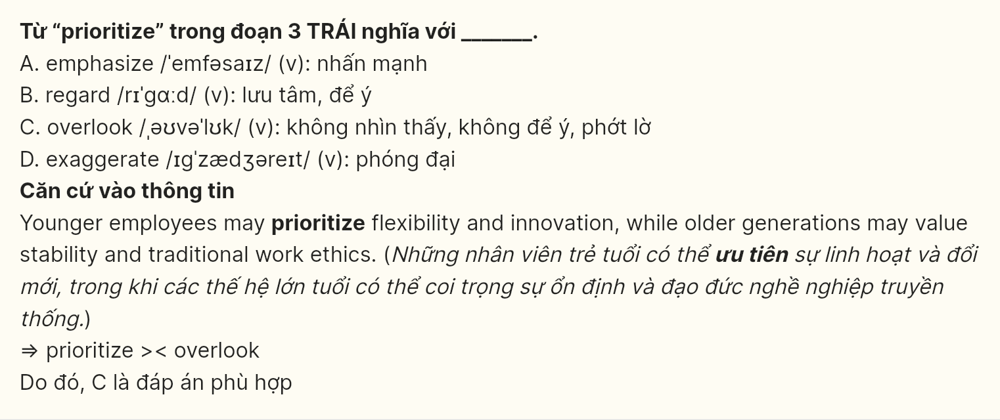 Từ “prioritize” trong đoạn 3 TRÁI nghĩa với _______.
A. emphasize /ˈemfəsaɪz/ (v): nhấn mạnh
B. regard /rɪˈɡɑːd/ (v): lưu tâm, để ý
C. overlook /ˌəʊvəˈlʊk/ (v): không nhìn thấy, không để ý, phớt lờ
D. exaggerate /ɪɡˈzædʒəreɪt/ (v): phóng đại
Căn cứ vào thông tin
Younger employees may prioritize flexibility and innovation, while older generations may value
stability and traditional work ethics. (Những nhân viên trẻ tuổi có thể ưu tiên sự linh hoạt và đổi
mới, trong khi các thế hệ lớn tuổi có thể coi trọng sự ổn định và đạo đức nghề nghiệp truyền
thống.)
⇒ prioritize >< overlook
Do đó, C là đáp án phù hợp